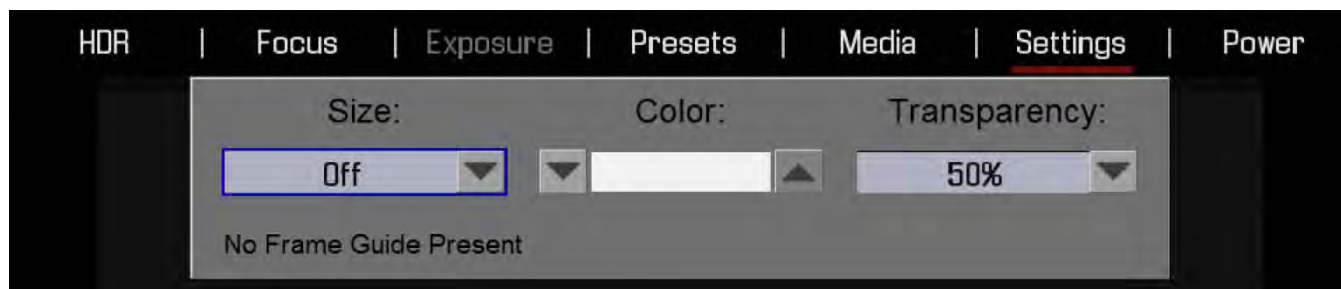 HDR | Focus | Exposure | Presets | Media | Settings | Power
Size: Color: Transparency:
Off 50%
No Frame Guide Present